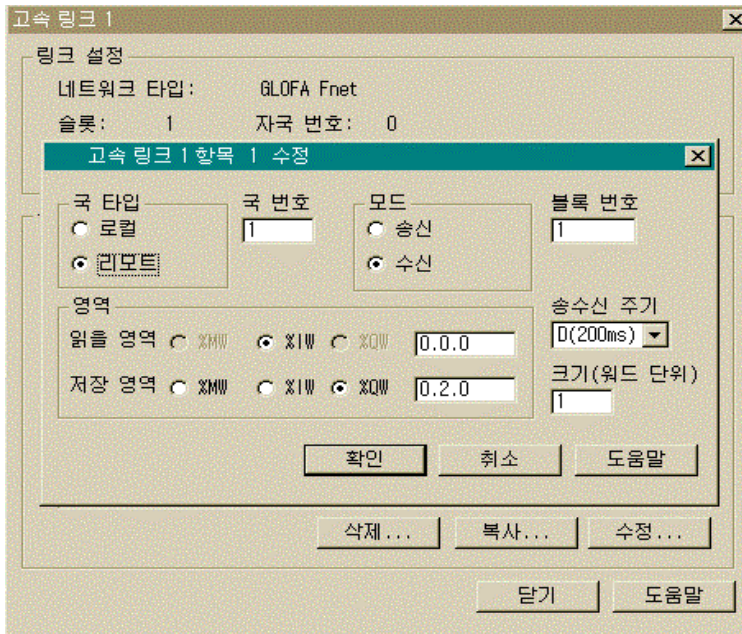 고속 링크 1
링크 설정
네트워크 타입: GLOFA Fnet
슬롯: 1 자국 번호: 0
고속 링크 1 항목 1 수정
국 타입 국 번호 모드 블록 번호
로컬 1 송신 1
리모트 수신
영역 송수신 주기
읽을 영역 %MW %IW %QW 0.0.0 D(200ms)
저장 영역 %MW %IW %QW 0.2.0 크기(워드 단위)
1
확인 취소 도움말
삭제... 복사... 수정...
닫기 도움말